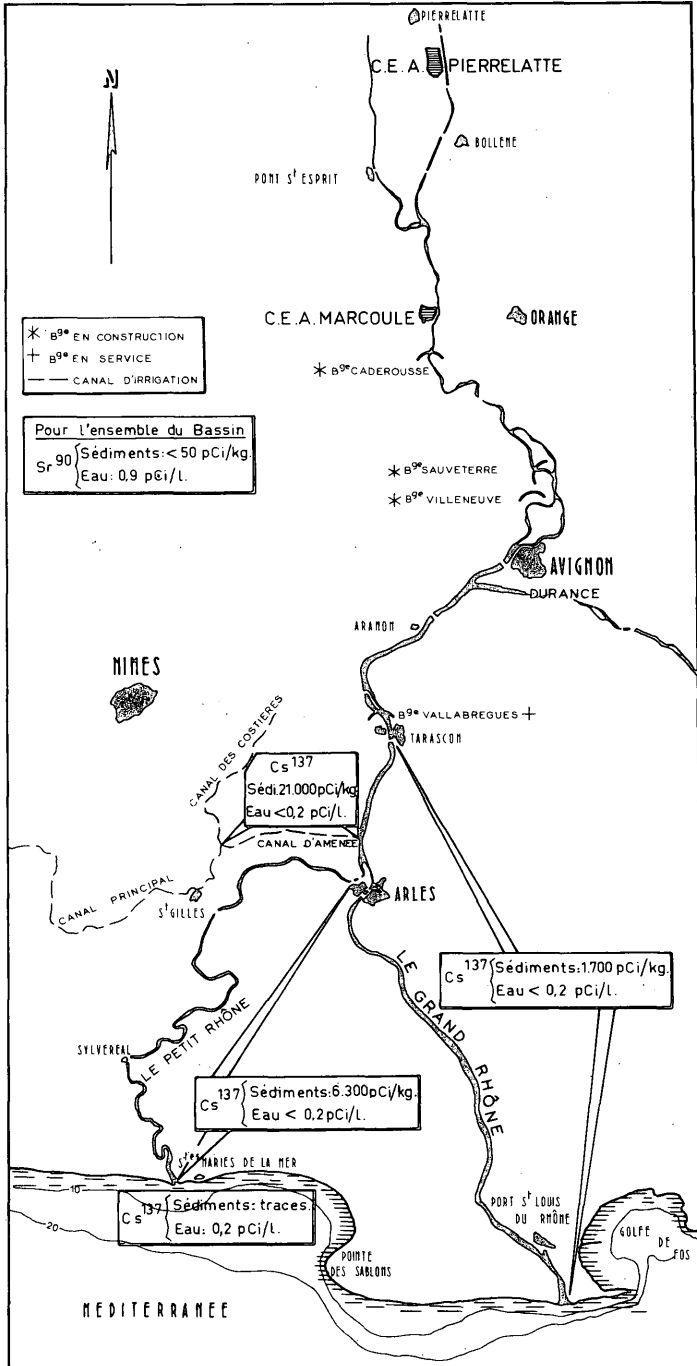 PIERRELATTE
C.E.A. PIERRELATTE
N
BOLLENE
PONT St ESPRIT
C.E.A. MARCOULE
ORANGE
* Bge EN CONSTRUCTION
+ Bge EN SERVICE
--- CANAL D'IRRIGATION
* Bge CADEROUSSE
Pour l'ensemble du Bassin
Sr 90 { Sédiments: < 50 pCi/kg.
Eau: 0,9 pCi/l.
* Bge SAUVETERRE
* Bge VILLENEUVE
AVIGNON
DURANCE
ARAMON
NIMES
Bge VALLABREGUES +
TARASCON
CANAL DES COSTIERES
Cs 137
Sédi. 21.000 pCi/kg
Eau < 0,2 pCi/l.
CANAL D'AMENEE
CANAL PRINCIPAL
St GILLES
ARLES
LE GRAND RHÔNE
Cs 137 { Sédiments: 1.700 pCi/kg.
Eau < 0,2 pCi/l.
LE PETIT RHÔNE
SYLVEREAL
Cs 137 { Sédiments: 6.300 pCi/kg.
Eau < 0,2 pCi/l.
Stes MARIES DE LA MER
10
20
Cs 137 { Sédiments: traces.
Eau: 0,2 pCi/l.
PORT St LOUIS
DU RHÔNE
GOLFE
DE
FOS
POINTE
DES SABLONS
MEDITERRANEE